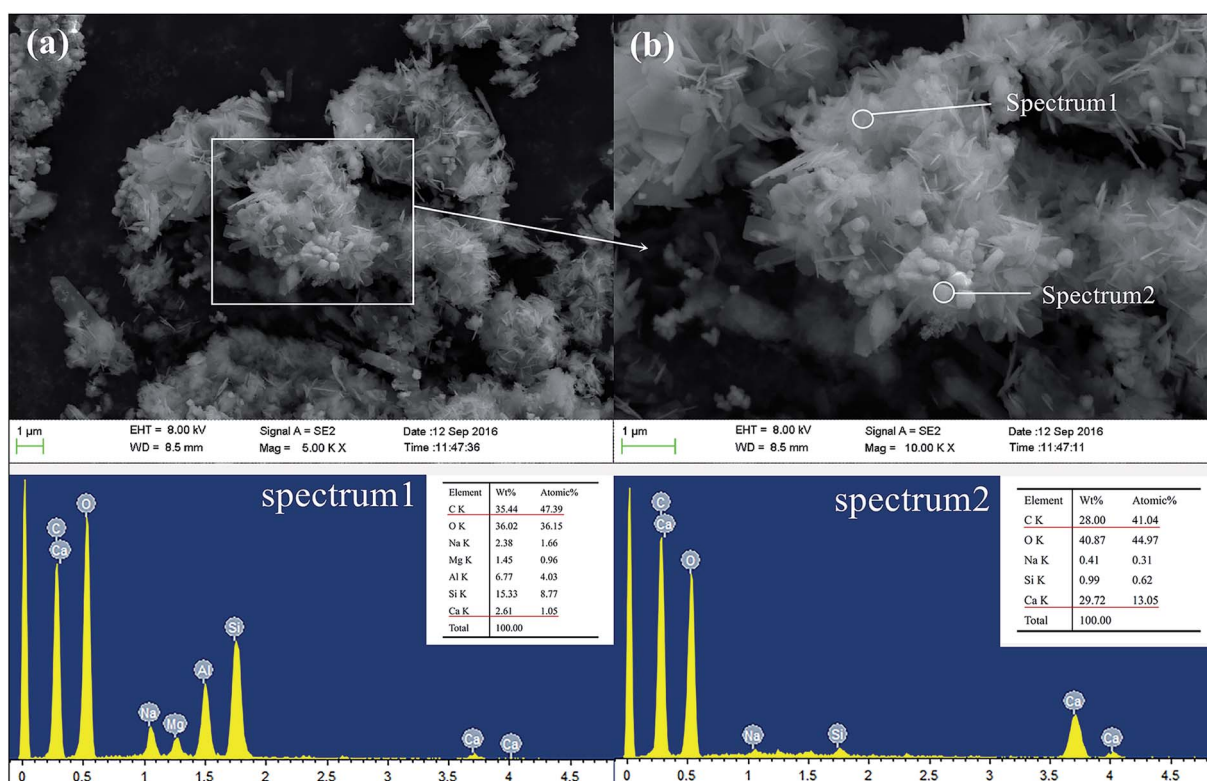 (a)
(b)
Spectrum1
Spectrum2
1 µm
EHT = 8.00 kV
Signal A = SE2
Date :12 Sep 2016
WD = 8.5 mm
Mag = 5.00 K X
Time :11:47:36
1 µm
EHT = 8.00 kV
Signal A = SE2
Date :12 Sep 2016
WD = 8.5 mm
Mag = 10.00 K X
Time :11:47:11
spectrum1
Element Wt% Atomic%
C K 35.44 47.39
O K 36.02 36.15
Na K 2.38 1.66
Mg K 1.45 0.96
Al K 6.77 4.03
Si K 15.33 8.77
Ca K 2.61 1.05
Total 100.00
C
Ca
O
Na
Mg
Al
Si
Ca
Ca
0 0.5 1 1.5 2 2.5 3 3.5 4 4.5
spectrum2
Element Wt% Atomic%
C K 28.00 41.04
O K 40.87 44.97
Na K 0.41 0.31
Si K 0.99 0.62
Ca K 29.72 13.05
Total 100.00
C
Ca
O
Na
Si
Ca
Ca
0 0.5 1 1.5 2 2.5 3 3.5 4 4.5